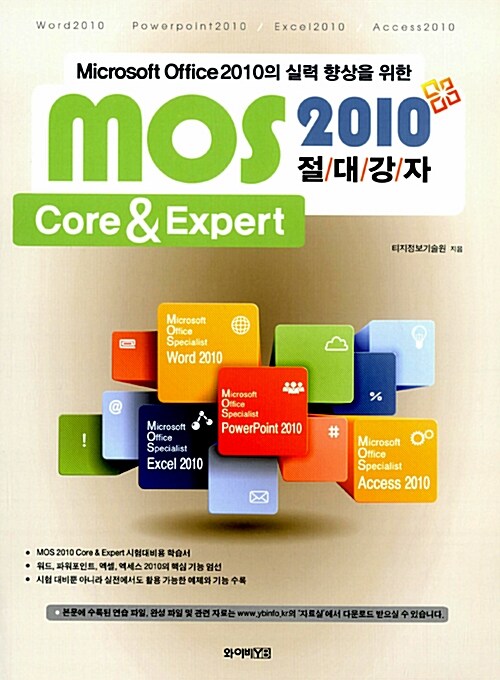 Word2010 Powerpoint2010 / Excel2010 / Access2010
Microsoft Office 2010의 실력 향상을 위한
mos 2010
절/대/강/자
Core & Expert
티지정보기술원 지음
Microsoft
Office
Specialist
Word 2010
Microsoft
Office
Specialist
PowerPoint 2010
@
%
!
Microsoft
Office
Specialist
Excel 2010
#
Microsoft
Office
Specialist
Access 2010
• MOS 2010 Core & Expert 시험대비용 학습서
• 워드, 파워포인트, 엑셀, 엑세스 2010의 핵심 기능 엄선
• 시험 대비뿐 아니라 실전에서도 활용 가능한 예제와 기능 수록
• 본문에 수록된 연습 파일, 완성 파일 및 관련 자료는 www.ybinfo.kr의 '자료실'에서 다운로드 받으실 수 있습니다.
와이비YB